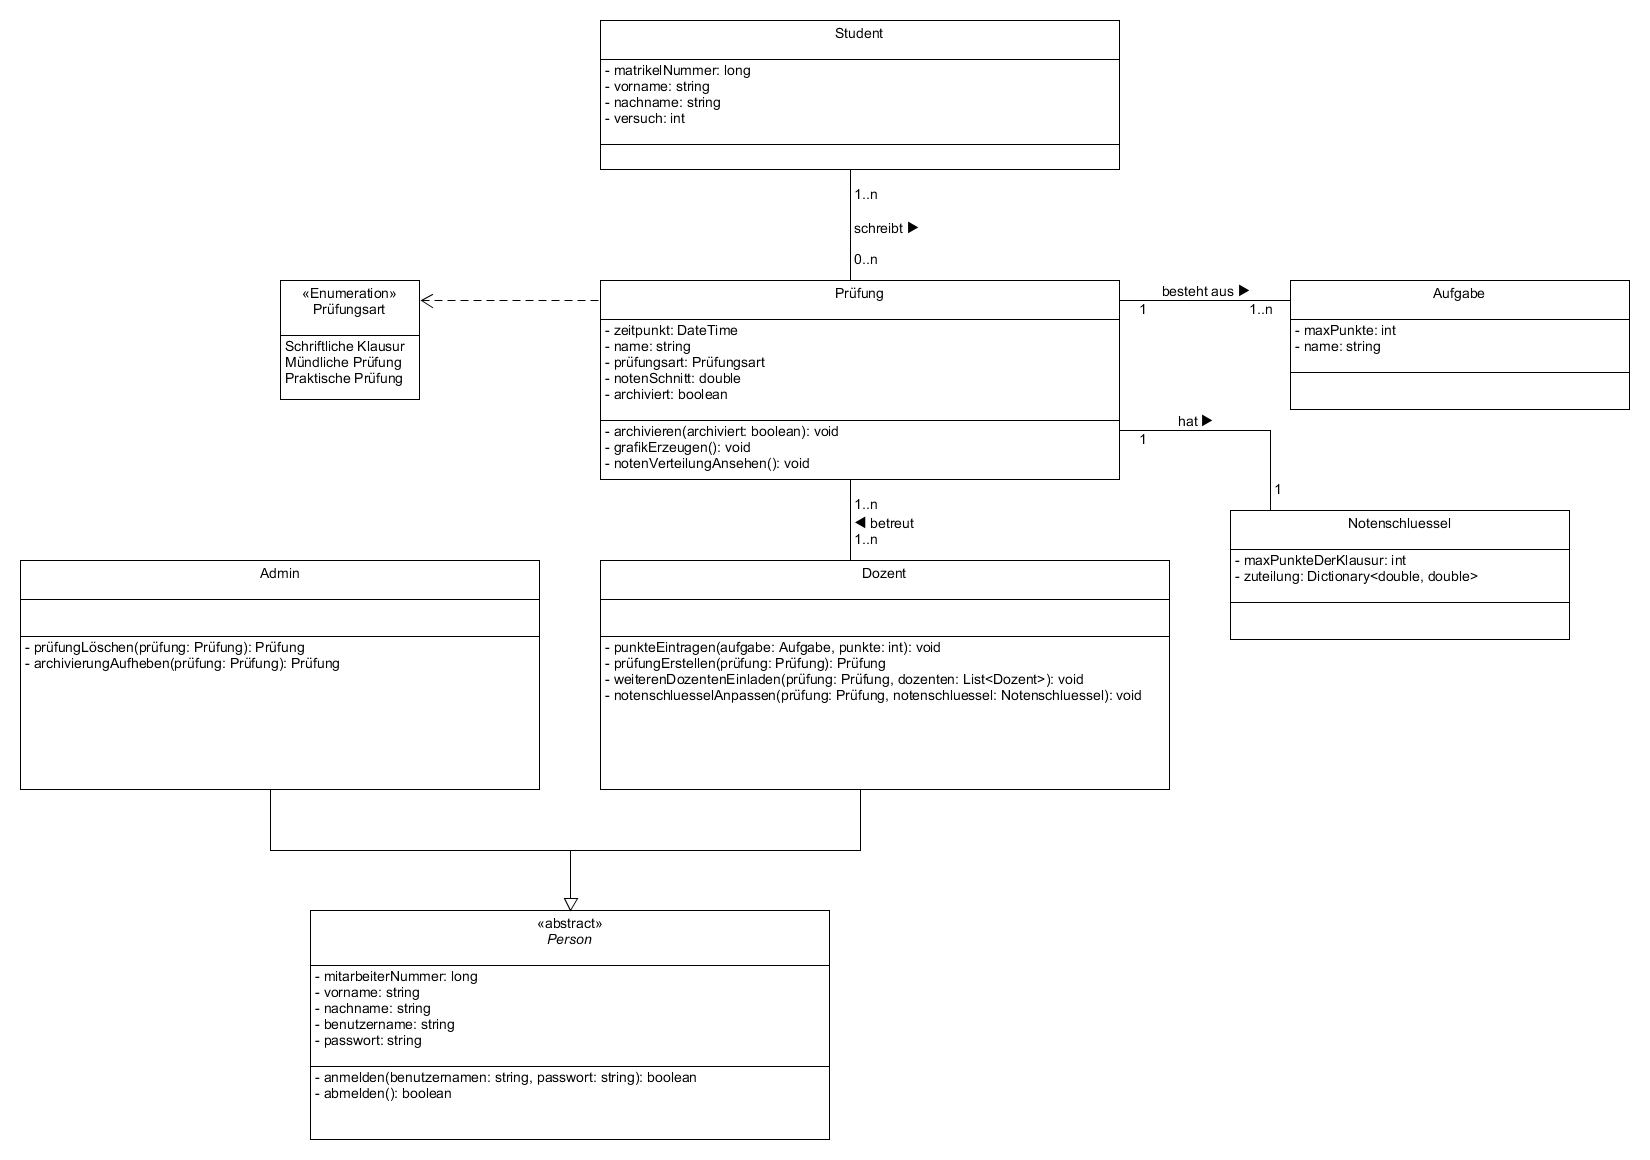 Student
- matrikelNummer: long
- vorname: string
- nachname: string
- versuch: int
1..n
schreibt ▶
0..n
«Enumeration»
Prüfungsart
Schriftliche Klausur
Mündliche Prüfung
Praktische Prüfung
Prüfung
- zeitpunkt: DateTime
- name: string
- prüfungsart: Prüfungsart
- notenSchnitt: double
- archiviert: boolean
- archivieren(archiviert: boolean): void
- grafikErzeugen(): void
- notenVerteilungAnsehen(): void
besteht aus ▶
1
1..n
Aufgabe
- maxPunkte: int
- name: string
hat ▶
1
1
Notenschluessel
- maxPunkteDerKlausur: int
- zuteilung: Dictionary<double, double>
1..n
◀ betreut
1..n
Admin
- prüfungLöschen(prüfung: Prüfung): Prüfung
- archivierungAufheben(prüfung: Prüfung): Prüfung
Dozent
- punkteEintragen(aufgabe: Aufgabe, punkte: int): void
- prüfungErstellen(prüfung: Prüfung): Prüfung
- weiterenDozentenEinladen(prüfung: Prüfung, dozenten: List<Dozent>): void
- notenschluesselAnpassen(prüfung: Prüfung, notenschluessel: Notenschluessel): void
«abstract»
Person
- mitarbeiterNummer: long
- vorname: string
- nachname: string
- benutzername: string
- passwort: string
- anmelden(benutzernamen: string, passwort: string): boolean
- abmelden(): boolean